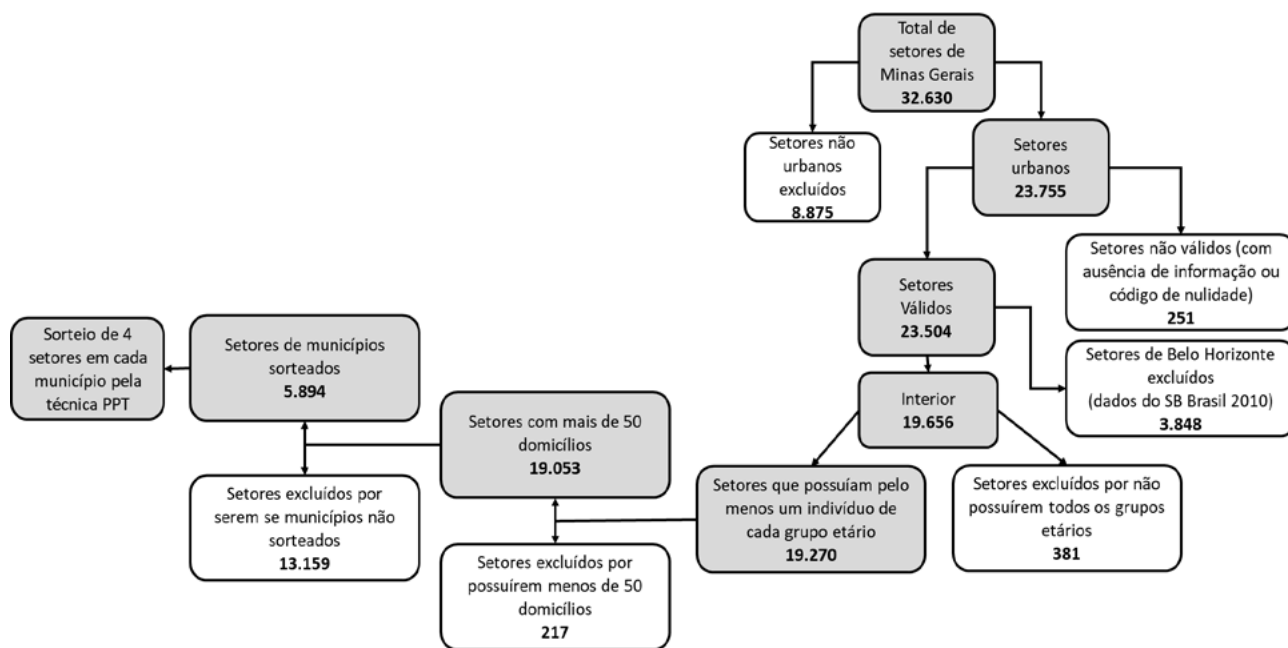 Total de
setores de
Minas Gerais
32.630
Setores não
urbanos
excluídos
8.875
Setores
urbanos
23.755
Setores não válidos (com
ausência de informação ou
código de nulidade)
251
Setores
Válidos
23.504
Setores de Belo Horizonte
excluídos
(dados do SB Brasil 2010)
3.848
Interior
19.656
Setores excluídos por não
possuírem todos os grupos
etários
381
Setores que possuíam pelo
menos um indivíduo de
cada grupo etário
19.270
Setores excluídos por
possuírem menos de 50
domicílios
217
Setores com mais de 50
domicílios
19.053
Setores excluídos por
serem se municípios não
sorteados
13.159
Setores de municípios
sorteados
5.894
Sorteio de 4
setores em cada
município pela
técnica PPT